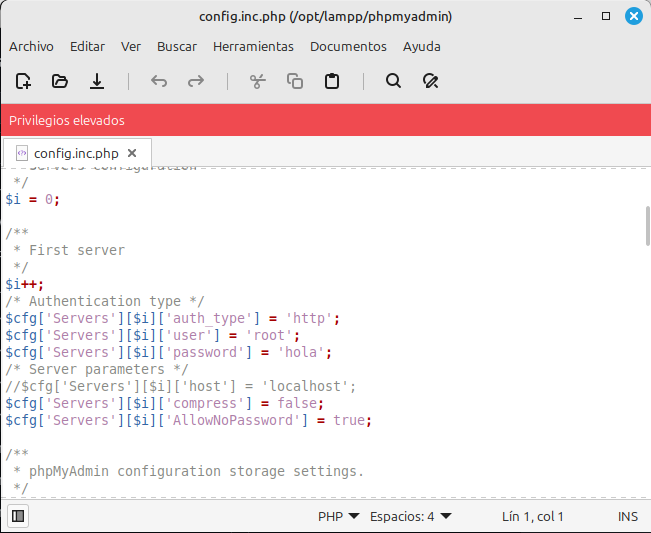 config.inc.php (/opt/lampp/phpmyadmin)
Archivo Editar Ver Buscar Herramientas Documentos Ayuda
Privilegios elevados
config.inc.php
Servers configuration
 */
$i = 0;

/**
 * First server
 */
$i++;
/* Authentication type */
$cfg['Servers'][$i]['auth_type'] = 'http';
$cfg['Servers'][$i]['user'] = 'root';
$cfg['Servers'][$i]['password'] = 'hola';
/* Server parameters */
//$cfg['Servers'][$i]['host'] = 'localhost';
$cfg['Servers'][$i]['compress'] = false;
$cfg['Servers'][$i]['AllowNoPassword'] = true;

/**
 * phpMyAdmin configuration storage settings.
 */
PHP Espacios: 4 Lín 1, col 1 INS